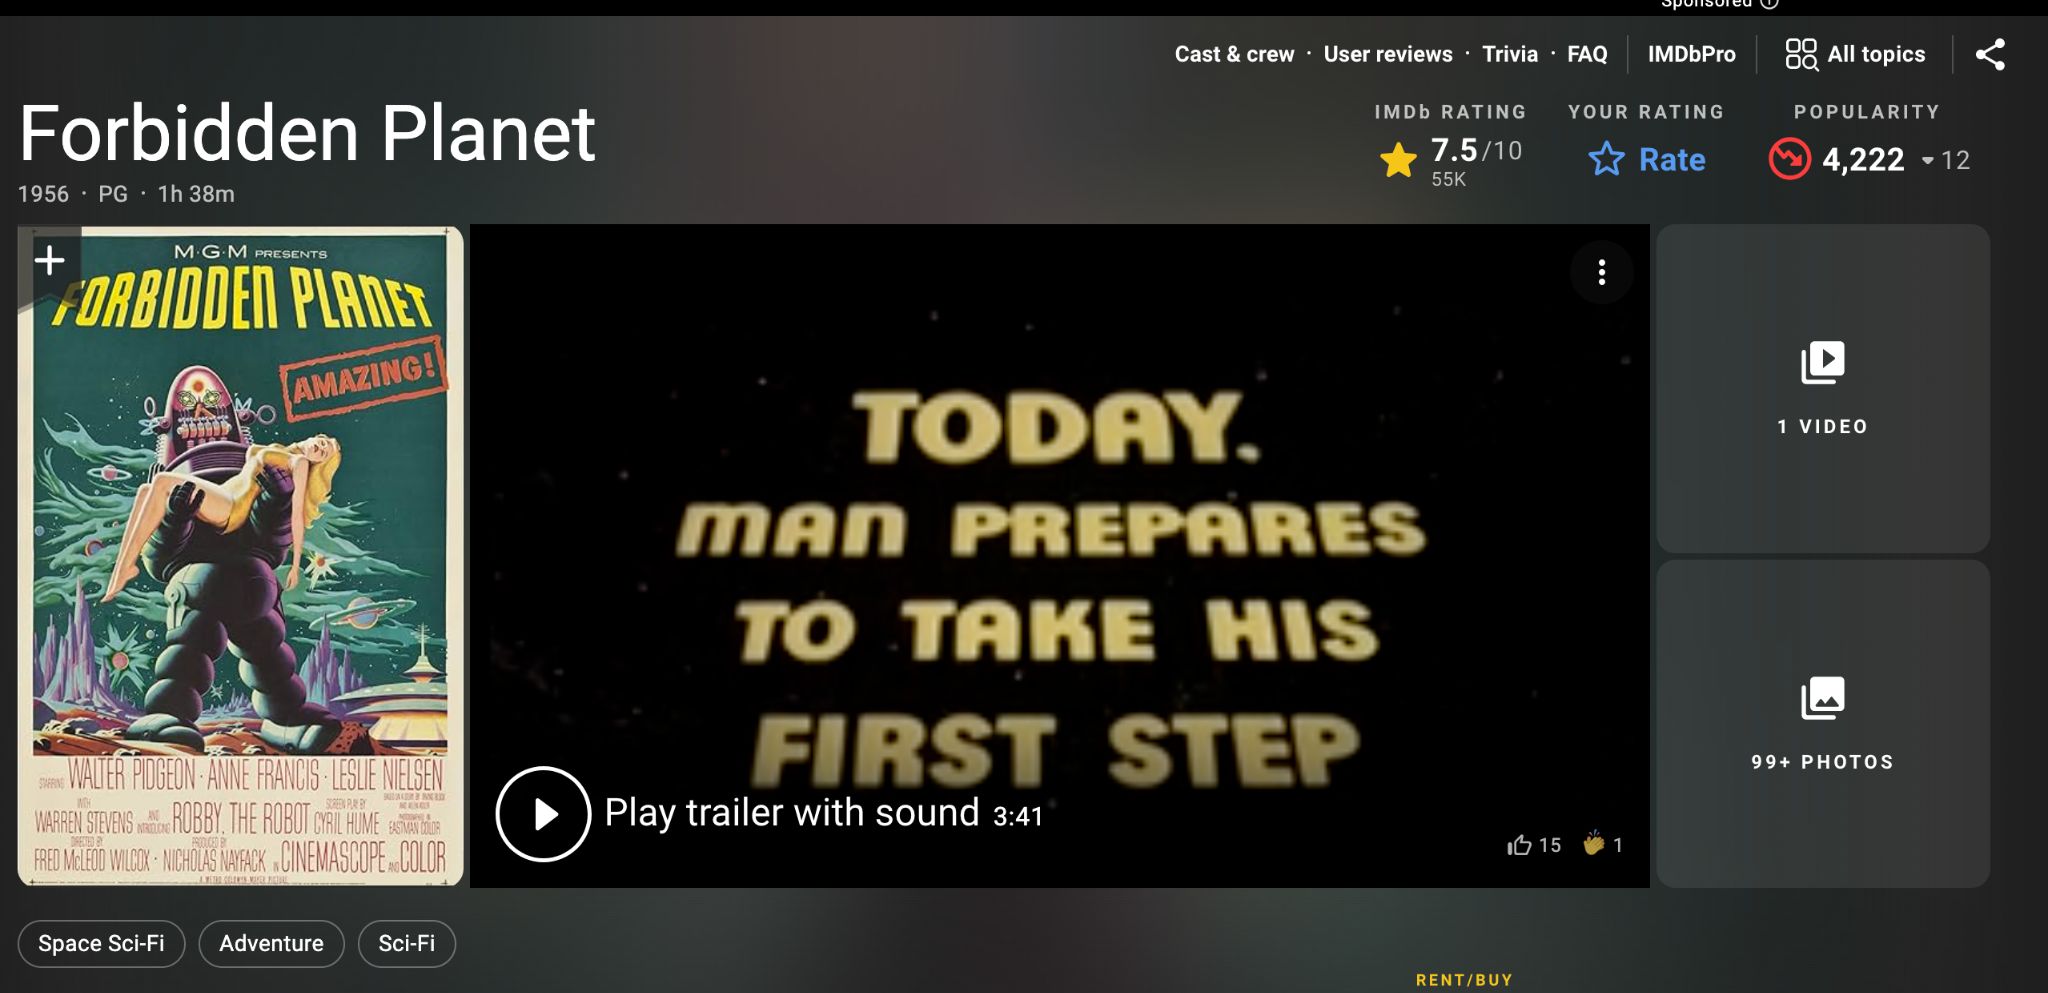 Sponsored
Cast & crew · User reviews · Trivia · FAQ IMDbPro All topics
Forbidden Planet
1956 · PG · 1h 38m
IMDb RATING
7.5/10
55K
YOUR RATING
Rate
POPULARITY
4,222 12
M-G-M PRESENTS
FORBIDDEN PLANET
AMAZING!
STARRING WALTER PIDGEON · ANNE FRANCIS · LESLIE NIELSEN
WITH WARREN STEVENS AND INTRODUCING ROBBY, THE ROBOT SCREEN PLAY BY CYRIL HUME EASTMAN COLOR
DIRECTED BY FRED McLEOD WILCOX · PRODUCED BY NICHOLAS NAYFACK IN CINEMASCOPE AND COLOR
A METRO-GOLDWYN-MAYER PICTURE
TODAY.
MAN PREPARES
TO TAKE HIS
FIRST STEP
Play trailer with sound 3:41
15 1
1 VIDEO
99+ PHOTOS
Space Sci-Fi
Adventure
Sci-Fi
RENT/BUY